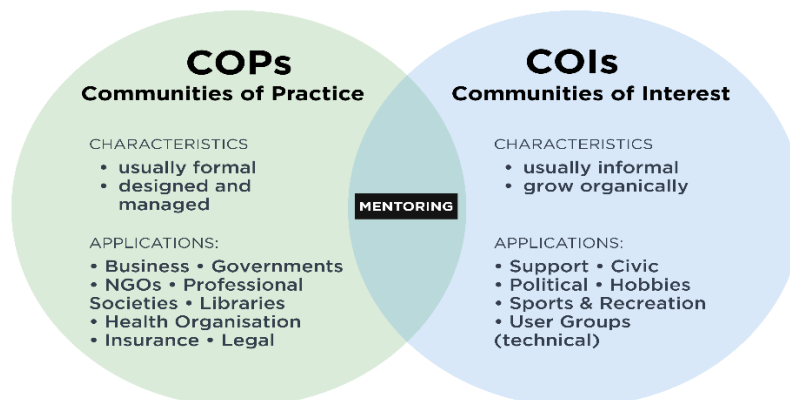 COPs
Communities of Practice
CHARACTERISTICS
• usually formal
• designed and
managed
APPLICATIONS:
• Business • Governments
• NGOs • Professional
Societies • Libraries
• Health Organisation
• Insurance • Legal
MENTORING
COIs
Communities of Interest
CHARACTERISTICS
• usually informal
• grow organically
APPLICATIONS:
• Support • Civic
• Political • Hobbies
• Sports & Recreation
• User Groups
(technical)